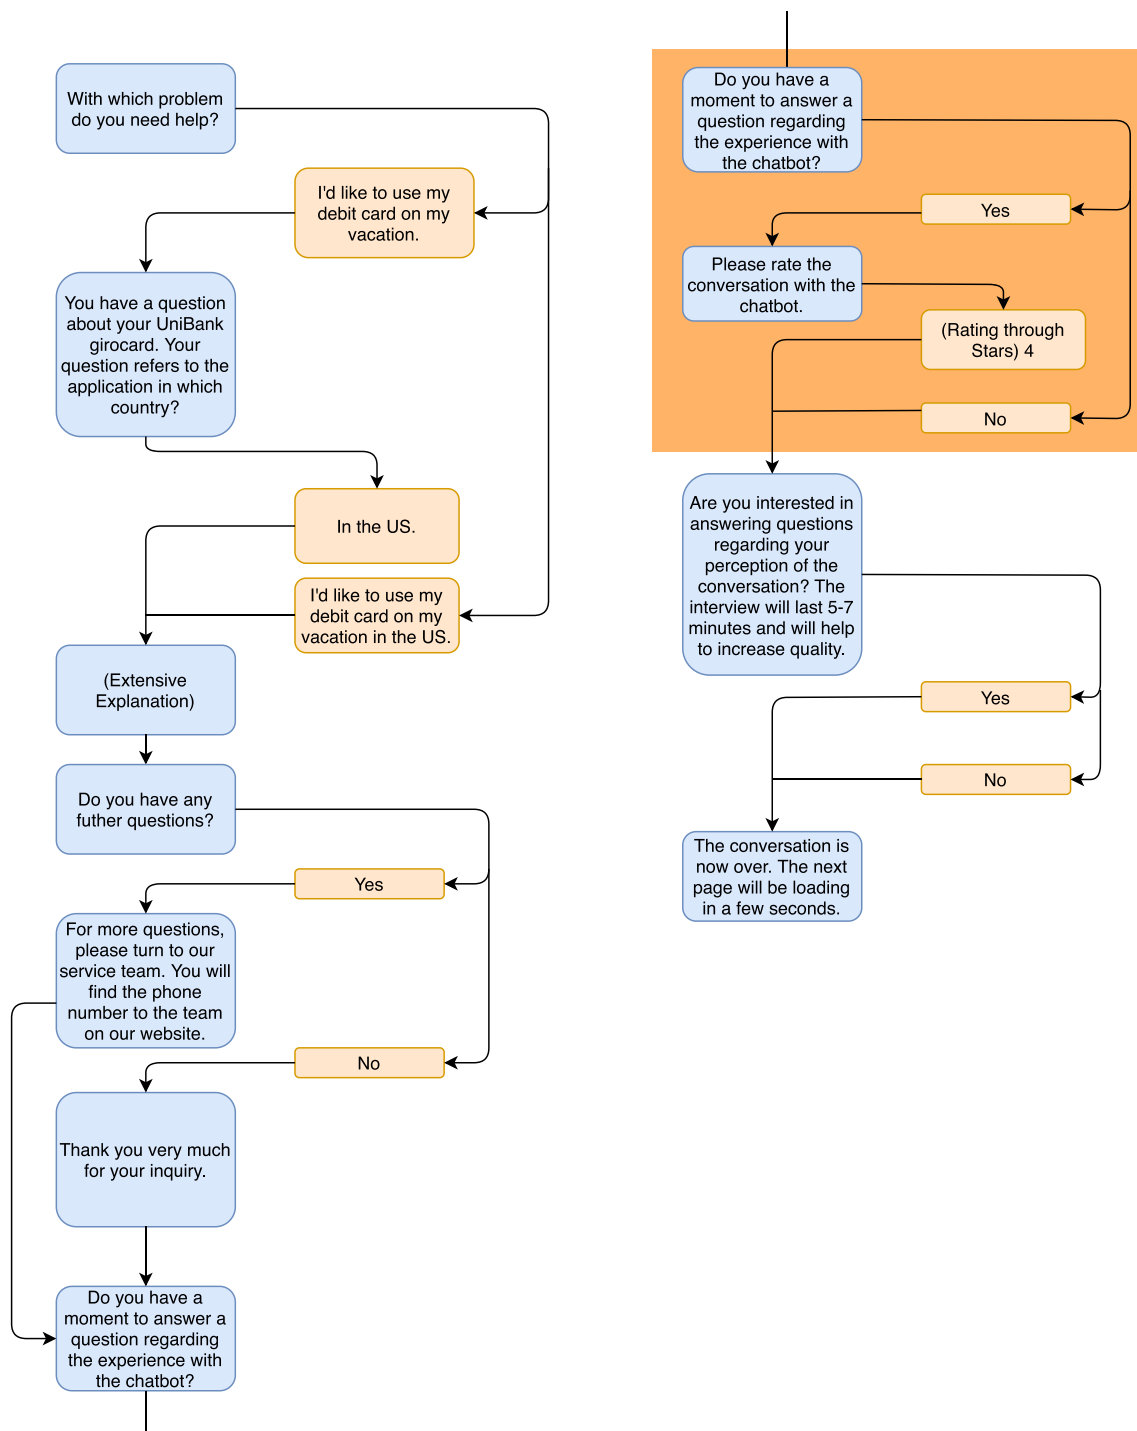 With which problem
do you need help?
I'd like to use my
debit card on my
vacation.
You have a question
about your UniBank
girocard. Your
question refers to the
application in which
country?
In the US.
I'd like to use my
debit card on my
vacation in the US.
(Extensive
Explanation)
Do you have any
futher questions?
Yes
For more questions,
please turn to our
service team. You will
find the phone
number to the team
on our website.
No
Thank you very much
for your inquiry.
Do you have a
moment to answer a
question regarding
the experience with
the chatbot?
Do you have a
moment to answer a
question regarding
the experience with
the chatbot?
Yes
Please rate the
conversation with the
chatbot.
(Rating through
Stars) 4
No
Are you interested in
answering questions
regarding your
perception of the
conversation? The
interview will last 5-7
minutes and will help
to increase quality.
Yes
No
The conversation is
now over. The next
page will be loading
in a few seconds.